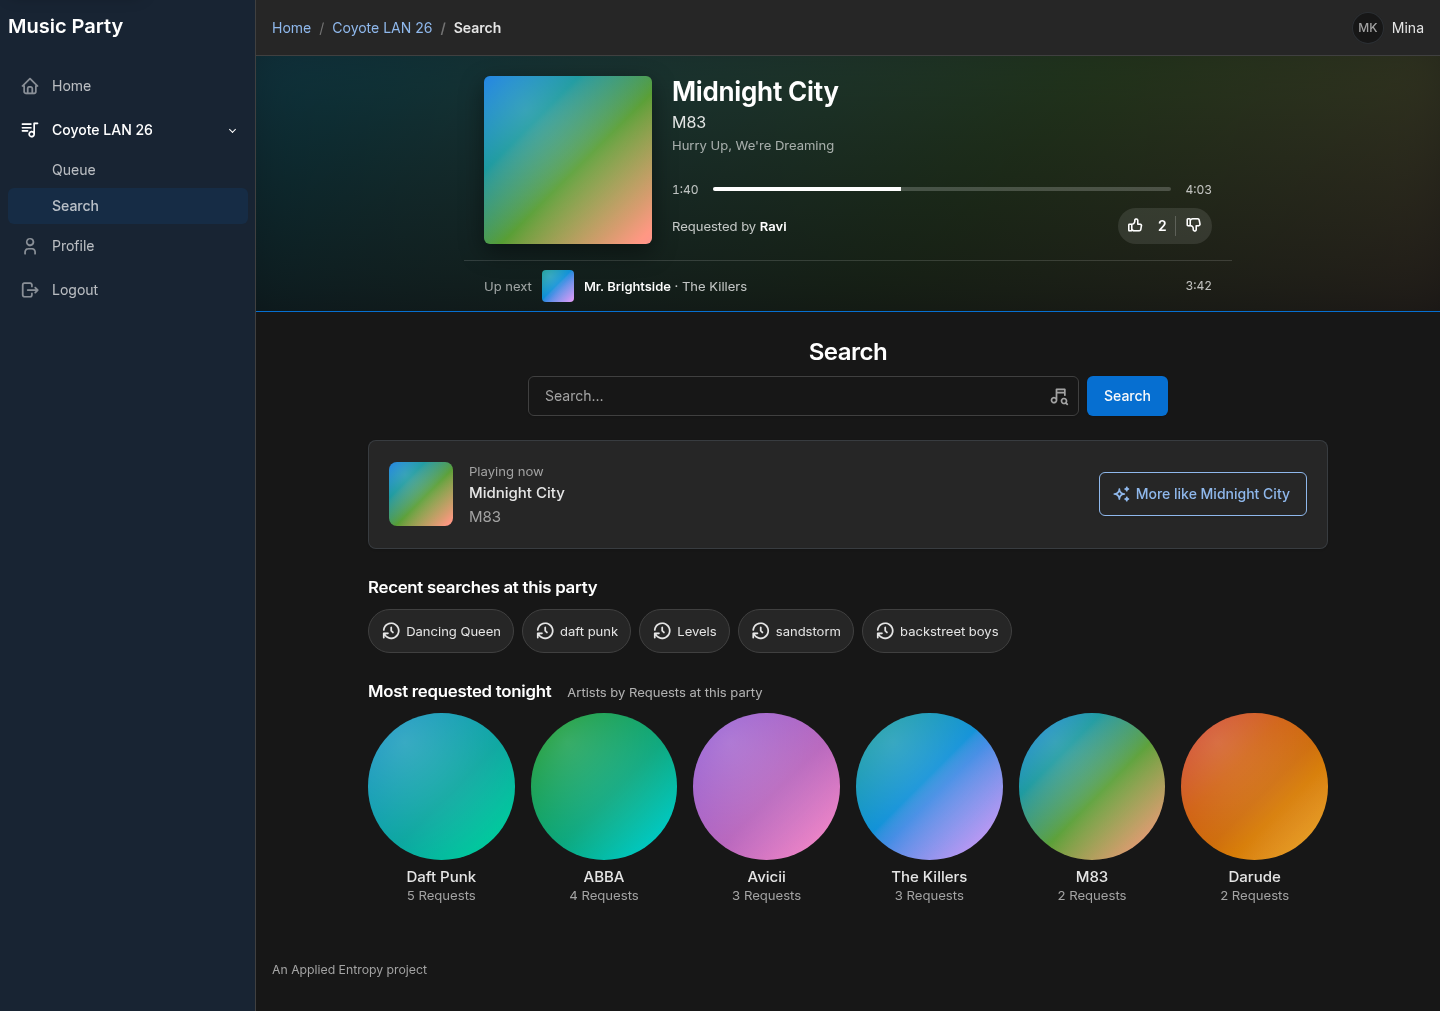 Music Party
Home
Coyote LAN 26
Queue
Search
Profile
Logout
Home / Coyote LAN 26 / Search
MK Mina
Midnight City
M83
Hurry Up, We're Dreaming
1:40 4:03
Requested by Ravi 2
Up next Mr. Brightside · The Killers 3:42
Search
Search... Search
Playing now
Midnight City
M83
More like Midnight City
Recent searches at this party
Dancing Queen daft punk Levels sandstorm backstreet boys
Most requested tonight Artists by Requests at this party
Daft Punk ABBA Avicii The Killers M83 Darude
5 Requests 4 Requests 3 Requests 3 Requests 2 Requests 2 Requests
An Applied Entropy project